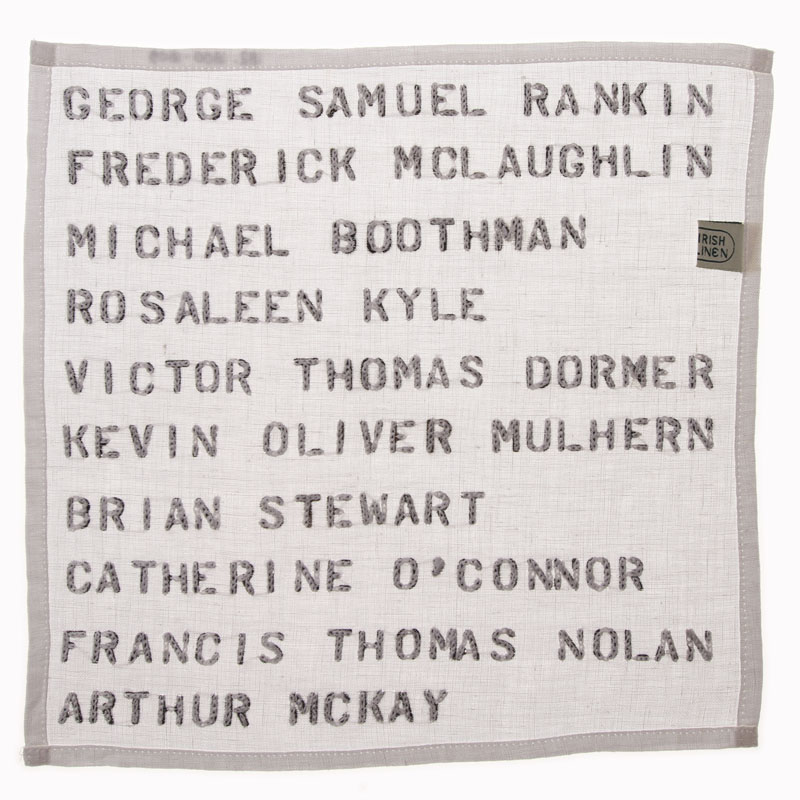 GEORGE SAMUEL RANKIN
FREDERICK MCLAUGHLIN
MICHAEL BOOTHMAN
IRISH
LINEN
ROSALEEN KYLE
VICTOR THOMAS DORNER
KEVIN OLIVER MULHERN
BRIAN STEWART
CATHERINE O'CONNOR
FRANCIS THOMAS NOLAN
ARTHUR MCKAY